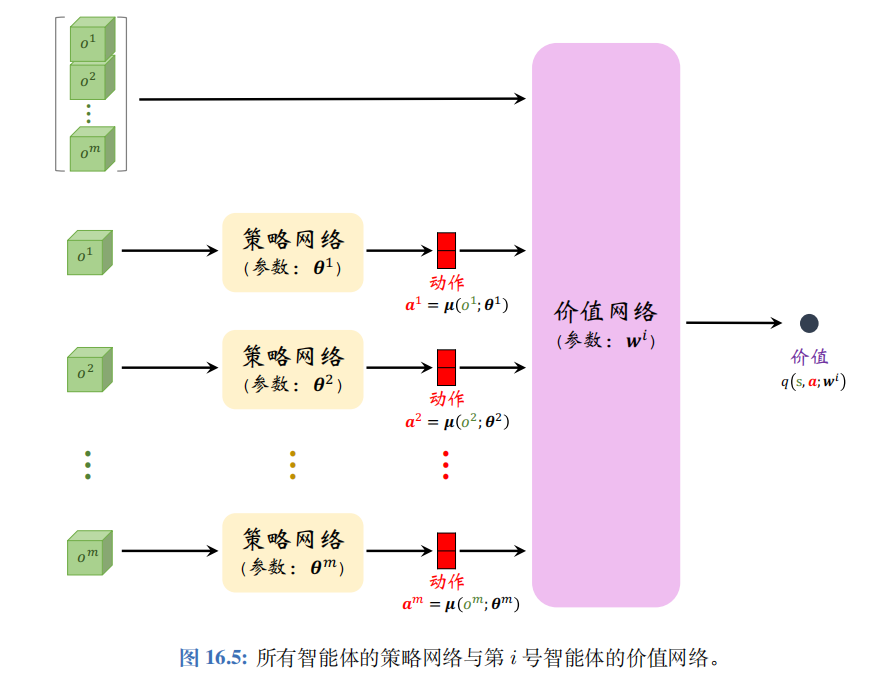 o¹
o²
⋮
oᵐ
o¹
策略网络
(参数: θ¹)
动作
a¹ = μ(o¹; θ¹)
o²
策略网络
(参数: θ²)
动作
a² = μ(o²; θ²)
⋮ ⋮ ⋮
oᵐ
策略网络
(参数: θᵐ)
动作
aᵐ = μ(oᵐ; θᵐ)
价值网络
(参数: wⁱ)
价值
q(s, a; wⁱ)
图 16.5: 所有智能体的策略网络与第 i 号智能体的价值网络。